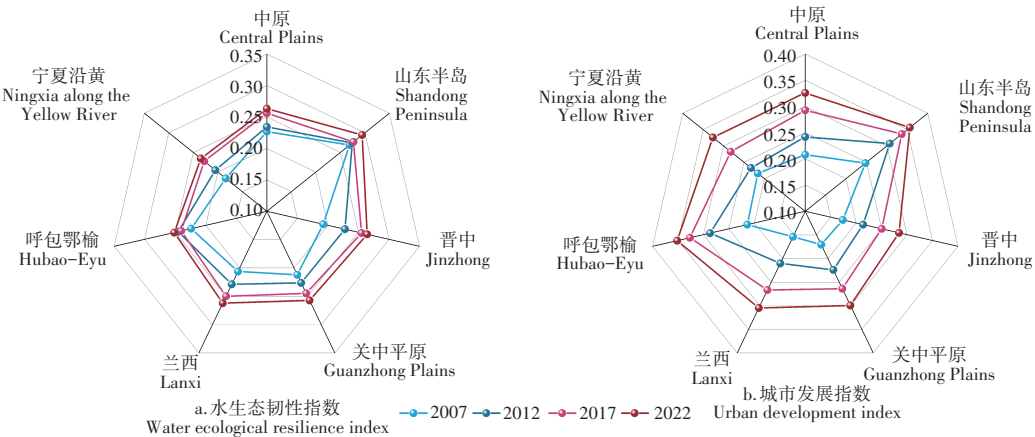 中原
Central Plains
0.35
0.30
0.25
0.20
0.15
0.10
山东半岛
Shandong
Peninsula
晋中
Jinzhong
关中平原
Guanzhong Plains
兰西
Lanxi
呼包鄂榆
Hubao-Eyu
宁夏沿黄
Ningxia along the
Yellow River
a.水生态韧性指数
Water ecological resilience index
中原
Central Plains
0.40
0.35
0.30
0.25
0.20
0.15
0.10
山东半岛
Shandong
Peninsula
晋中
Jinzhong
关中平原
Guanzhong Plains
兰西
Lanxi
呼包鄂榆
Hubao-Eyu
宁夏沿黄
Ningxia along the
Yellow River
b.城市发展指数
Urban development index
2007 2012 2017 2022